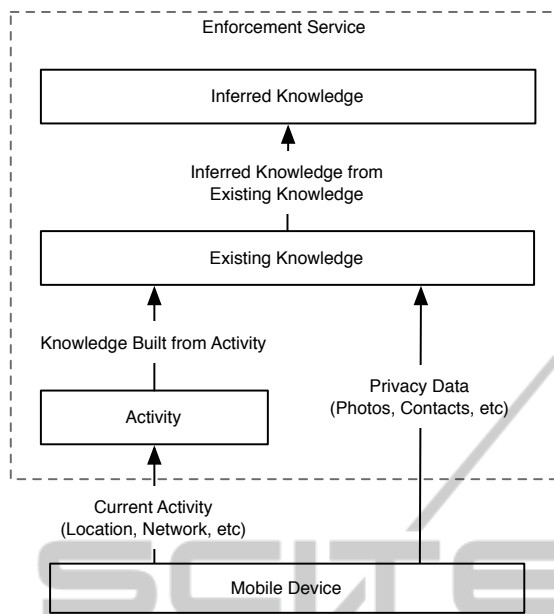 Enforcement Service
Inferred Knowledge
Inferred Knowledge from
Existing Knowledge
Existing Knowledge
Knowledge Built from Activity
Privacy Data
(Photos, Contacts, etc)
Activity
Current Activity
(Location, Network, etc)
SCITE
Mobile Device